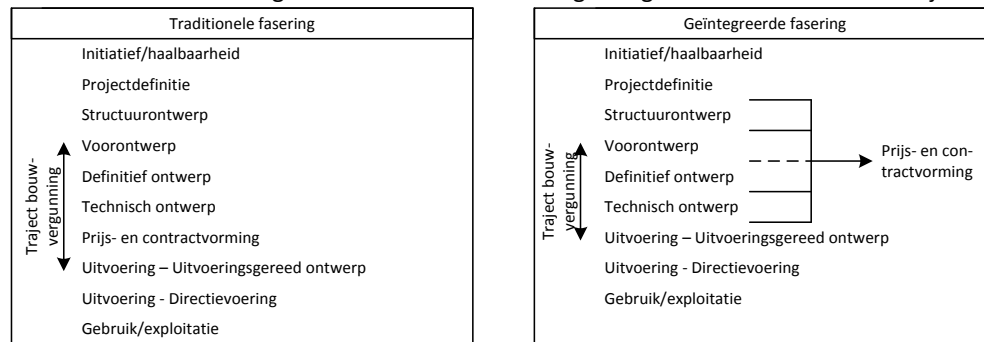 Traditionele fasering
Initiatief/haalbaarheid
Projectdefinitie
Structuurontwerp
Voorontwerp
Definitief ontwerp
Technisch ontwerp
Prijs- en contractvorming
Uitvoering – Uitvoeringsgereed ontwerp
Uitvoering - Directievoering
Gebruik/exploitatie
Traject bouw-
vergunning
Geïntegreerde fasering
Initiatief/haalbaarheid
Projectdefinitie
Structuurontwerp
Voorontwerp
Definitief ontwerp
Technisch ontwerp
Uitvoering – Uitvoeringsgereed ontwerp
Uitvoering - Directievoering
Gebruik/exploitatie
Traject bouw-
vergunning
Prijs- en con-
tractvorming